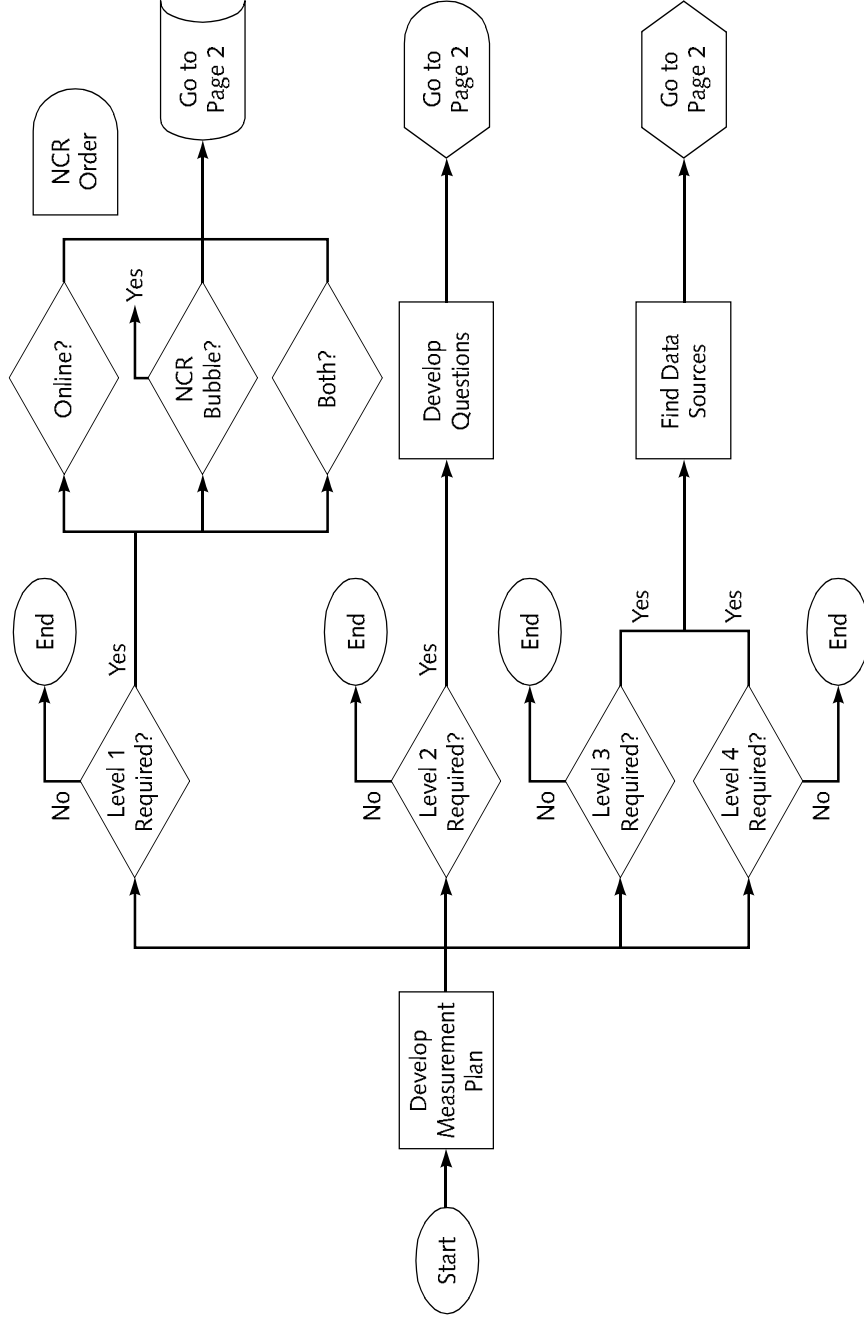 Start
Develop
Measurement
Plan
No
Level 1
Required?
Yes
End
Online?
NCR
Bubble?
Yes
Both?
NCR
Order
Go to
Page 2
No
Level 2
Required?
Yes
End
Develop
Questions
Go to
Page 2
No
Level 3
Required?
Yes
End
Level 4
Required?
Yes
No
End
Find Data
Sources
Go to
Page 2